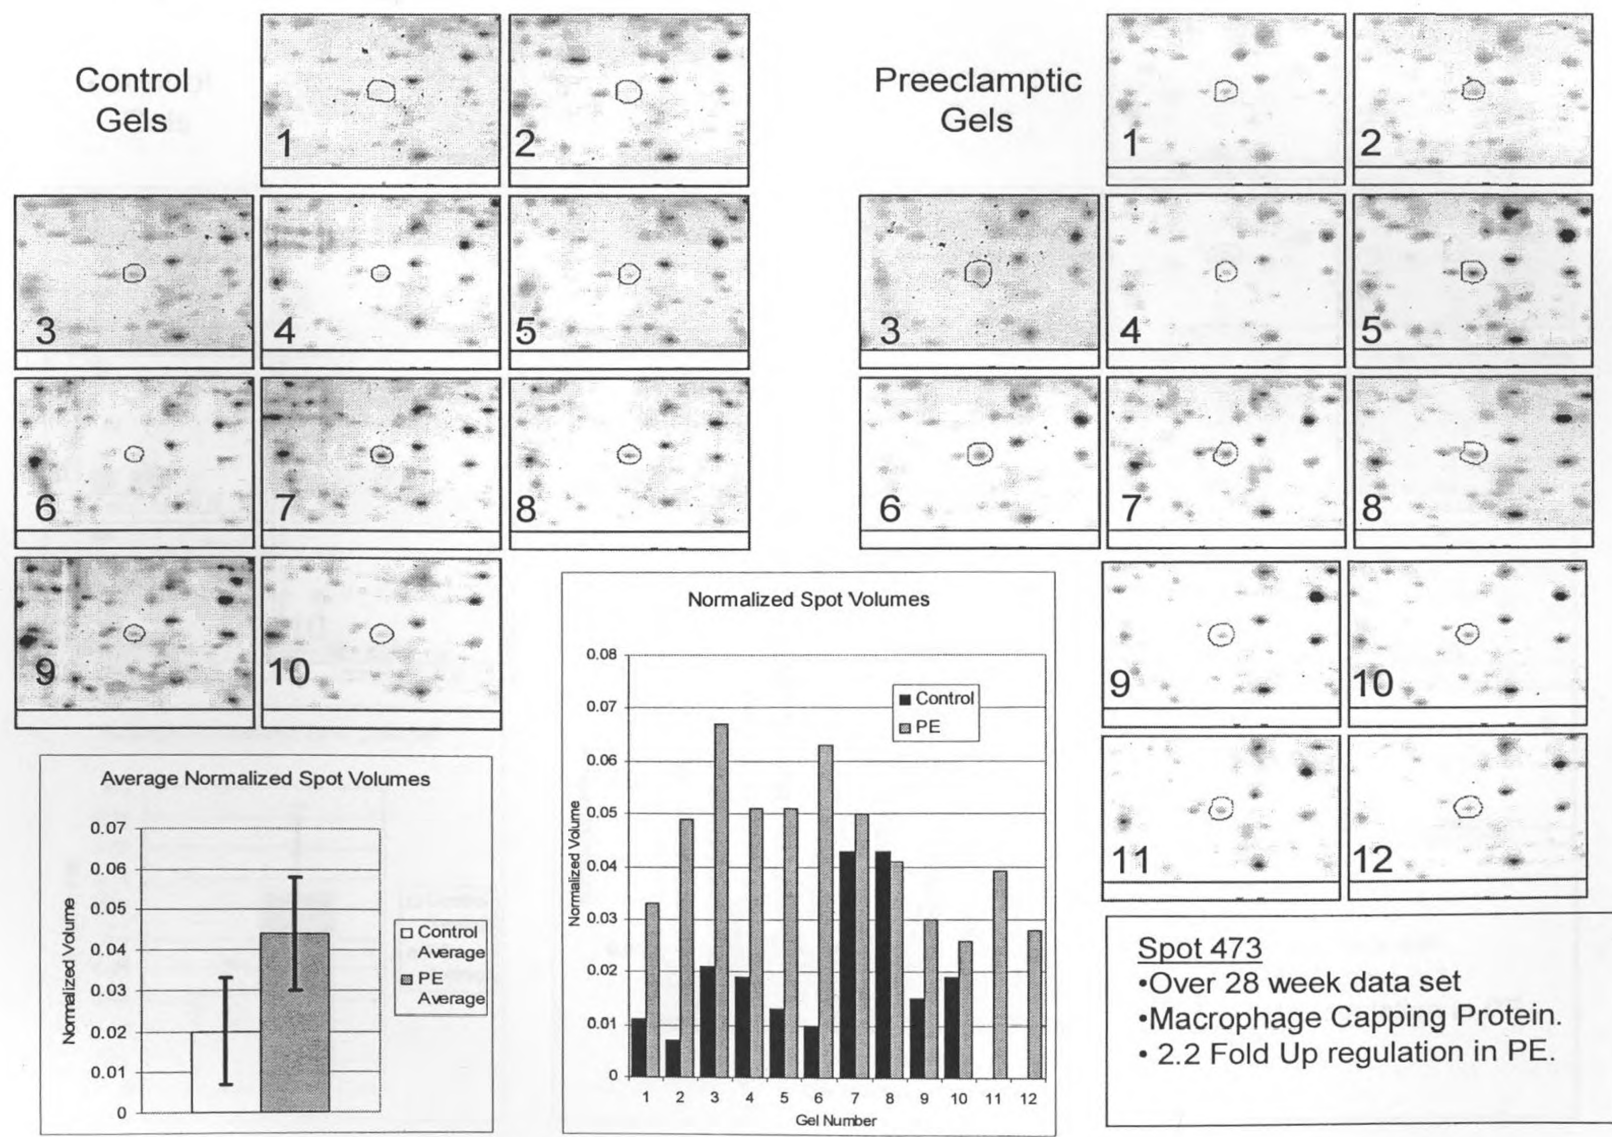 Control
Gels
1
2
3
4
5
6
7
8
9
10
Preeclamptic
Gels
1
2
3
4
5
6
7
8
9
10
11
12
Average Normalized Spot Volumes
Normalized Volume
0.07
0.06
0.05
0.04
0.03
0.02
0.01
0
Control
Average
PE
Average
Normalized Spot Volumes
Normalized Volume
0.08
0.07
0.06
0.05
0.04
0.03
0.02
0.01
0
Control
PE
1 2 3 4 5 6 7 8 9 10 11 12
Gel Number
Spot 473
•Over 28 week data set
•Macrophage Capping Protein.
• 2.2 Fold Up regulation in PE.